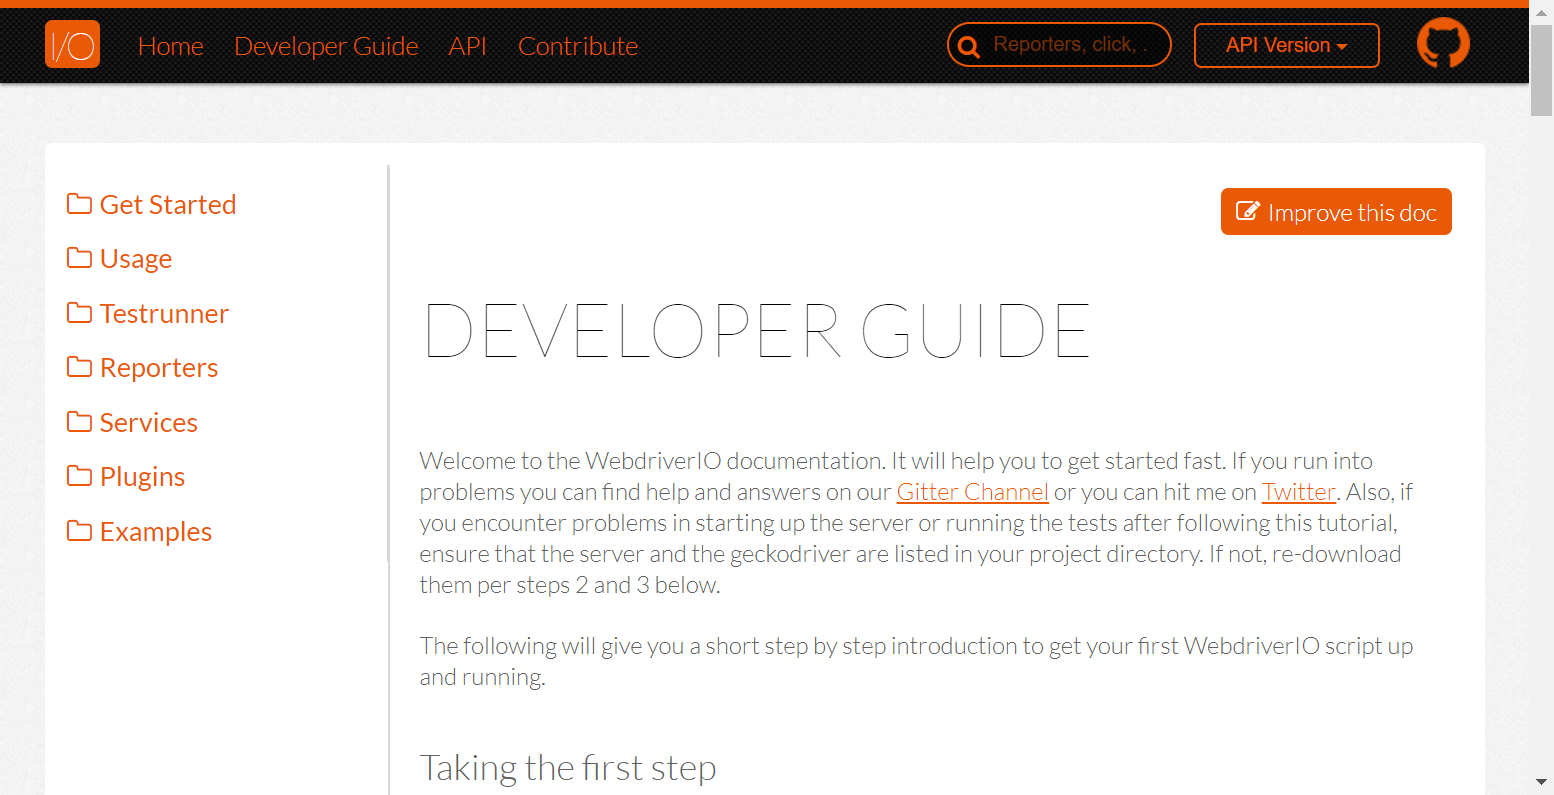 I/O Home Developer Guide API Contribute Reporters, click, . API Version
Get Started
Usage
Testrunner
Reporters
Services
Plugins
Examples
Improve this doc
DEVELOPER GUIDE
Welcome to the WebdriverIO documentation. It will help you to get started fast. If you run into
problems you can find help and answers on our Gitter Channel or you can hit me on Twitter. Also, if
you encounter problems in starting up the server or running the tests after following this tutorial,
ensure that the server and the geckodriver are listed in your project directory. If not, re-download
them per steps 2 and 3 below.
The following will give you a short step by step introduction to get your first WebdriverIO script up
and running.
Taking the first step